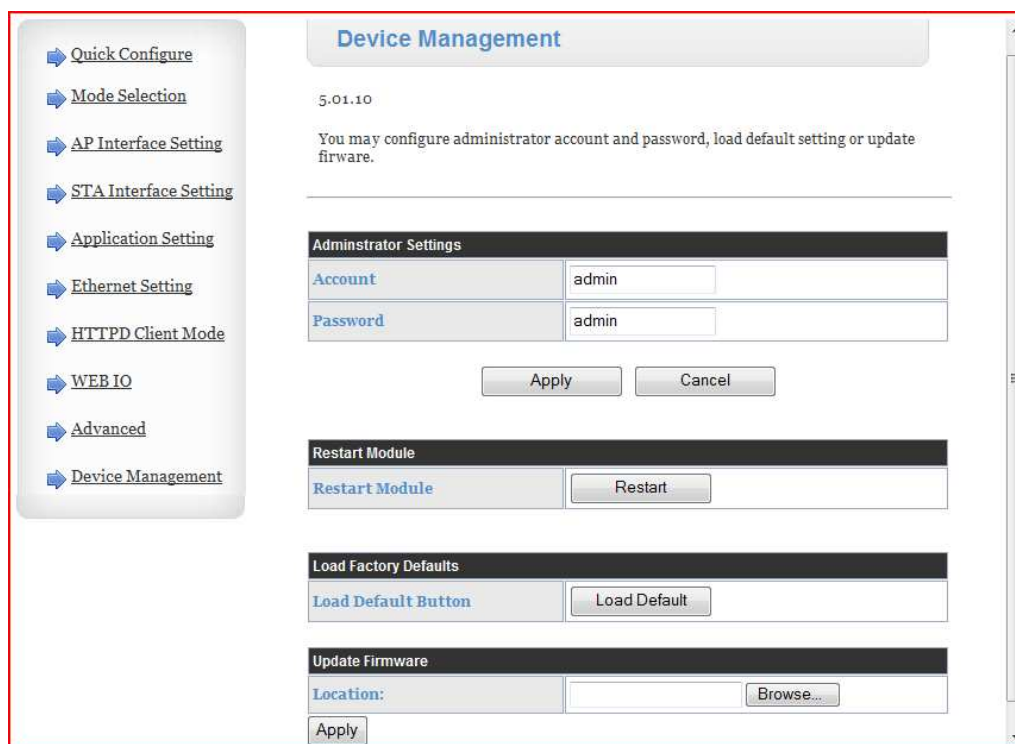 Quick Configure
Mode Selection
AP Interface Setting
STA Interface Setting
Application Setting
Ethernet Setting
HTTPD Client Mode
WEB IO
Advanced
Device Management
Device Management
5.01.10
You may configure administrator account and password, load default setting or update
firware.
Adminstrator Settings
Account admin
Password admin
Apply Cancel
Restart Module
Restart Module Restart
Load Factory Defaults
Load Default Button Load Default
Update Firmware
Location: Browse...
Apply